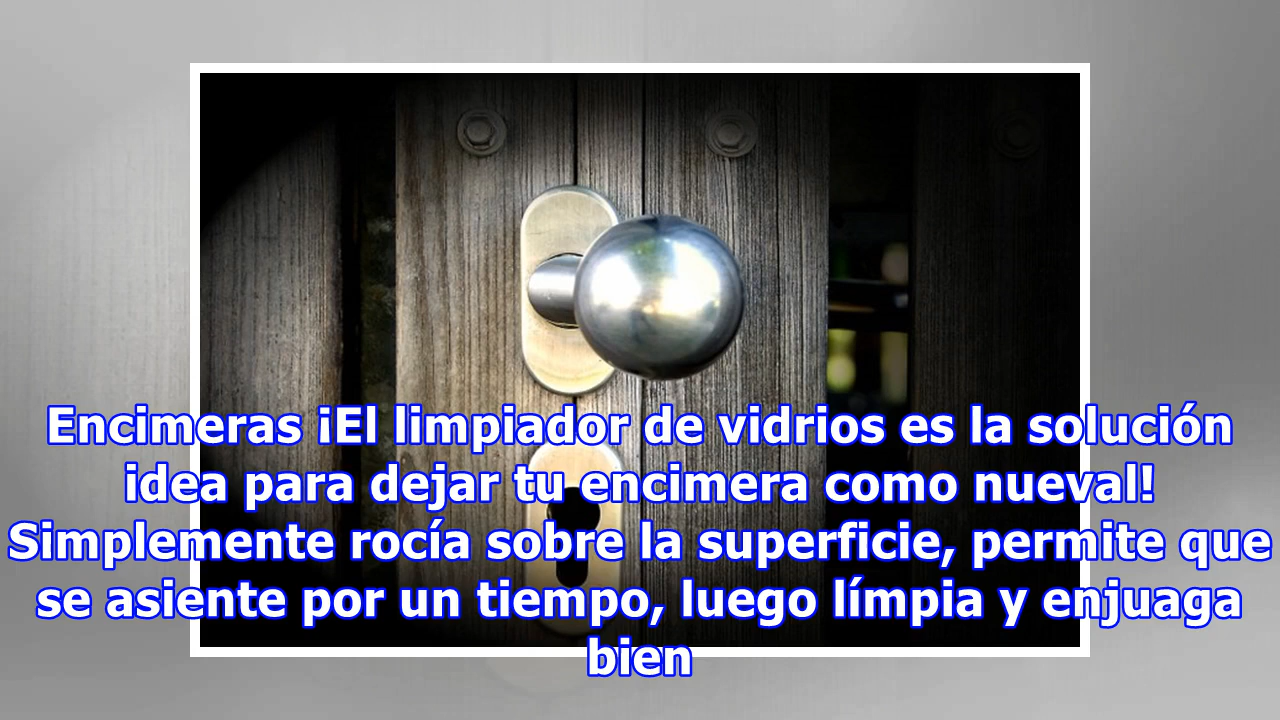 Encimeras ¡El limpiador de vidrios es la solución
idea para dejar tu encimera como nueval!
Simplemente rocía sobre la superficie, permite que
se asiente por un tiempo, luego límpia y enjuaga
bien